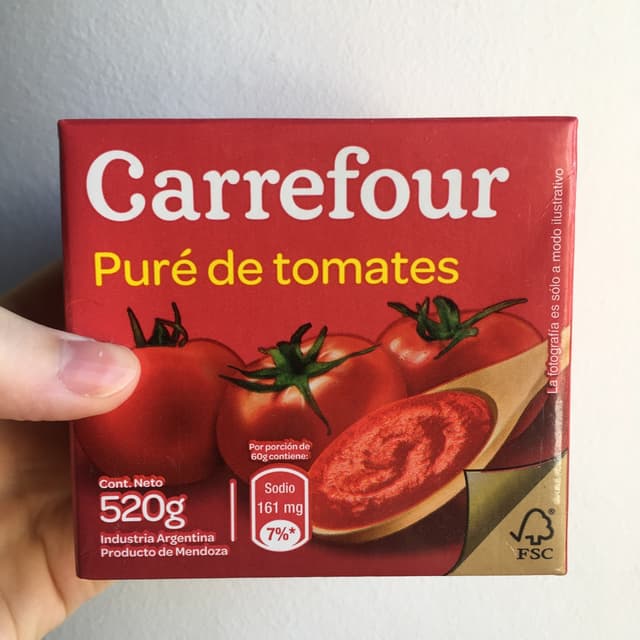 Carrefour
Puré de tomates
La fotografía es sólo a modo ilustrativo
Por porción de
60g contiene:
Sodio
161 mg
7%*
Cont. Neto
520g
Industria Argentina
Producto de Mendoza
FSC